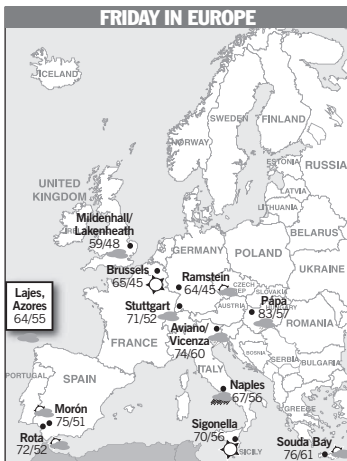 FRIDAY IN EUROPE
ICELAND
SWEDEN
FINLAND
NORWAY
ESTONIA
RUSSIA
LATVIA
LITHUANIA
UNITED
KINGDOM
BELARUS
Mildenhall/
Lakenheath
59/48
GERMANY
POLAND
UKRAINE
Brussels
65/45
Ramstein
64/45
CZECH
REP
SLOVAKIA
Lajes,
Azores
64/55
Stuttgart
71/52
AUSTRIA
Pápa
83/57
FRANCE
Aviano/
Vicenza
74/60
ROMANIA
BOSNIA
SERBIA
BULGARIA
ITALY
PORTUGAL
SPAIN
Naples
67/56
Morón
75/51
GREECE
Rota
72/52
Sigonella
70/56
SICILY
Souda Bay
76/61